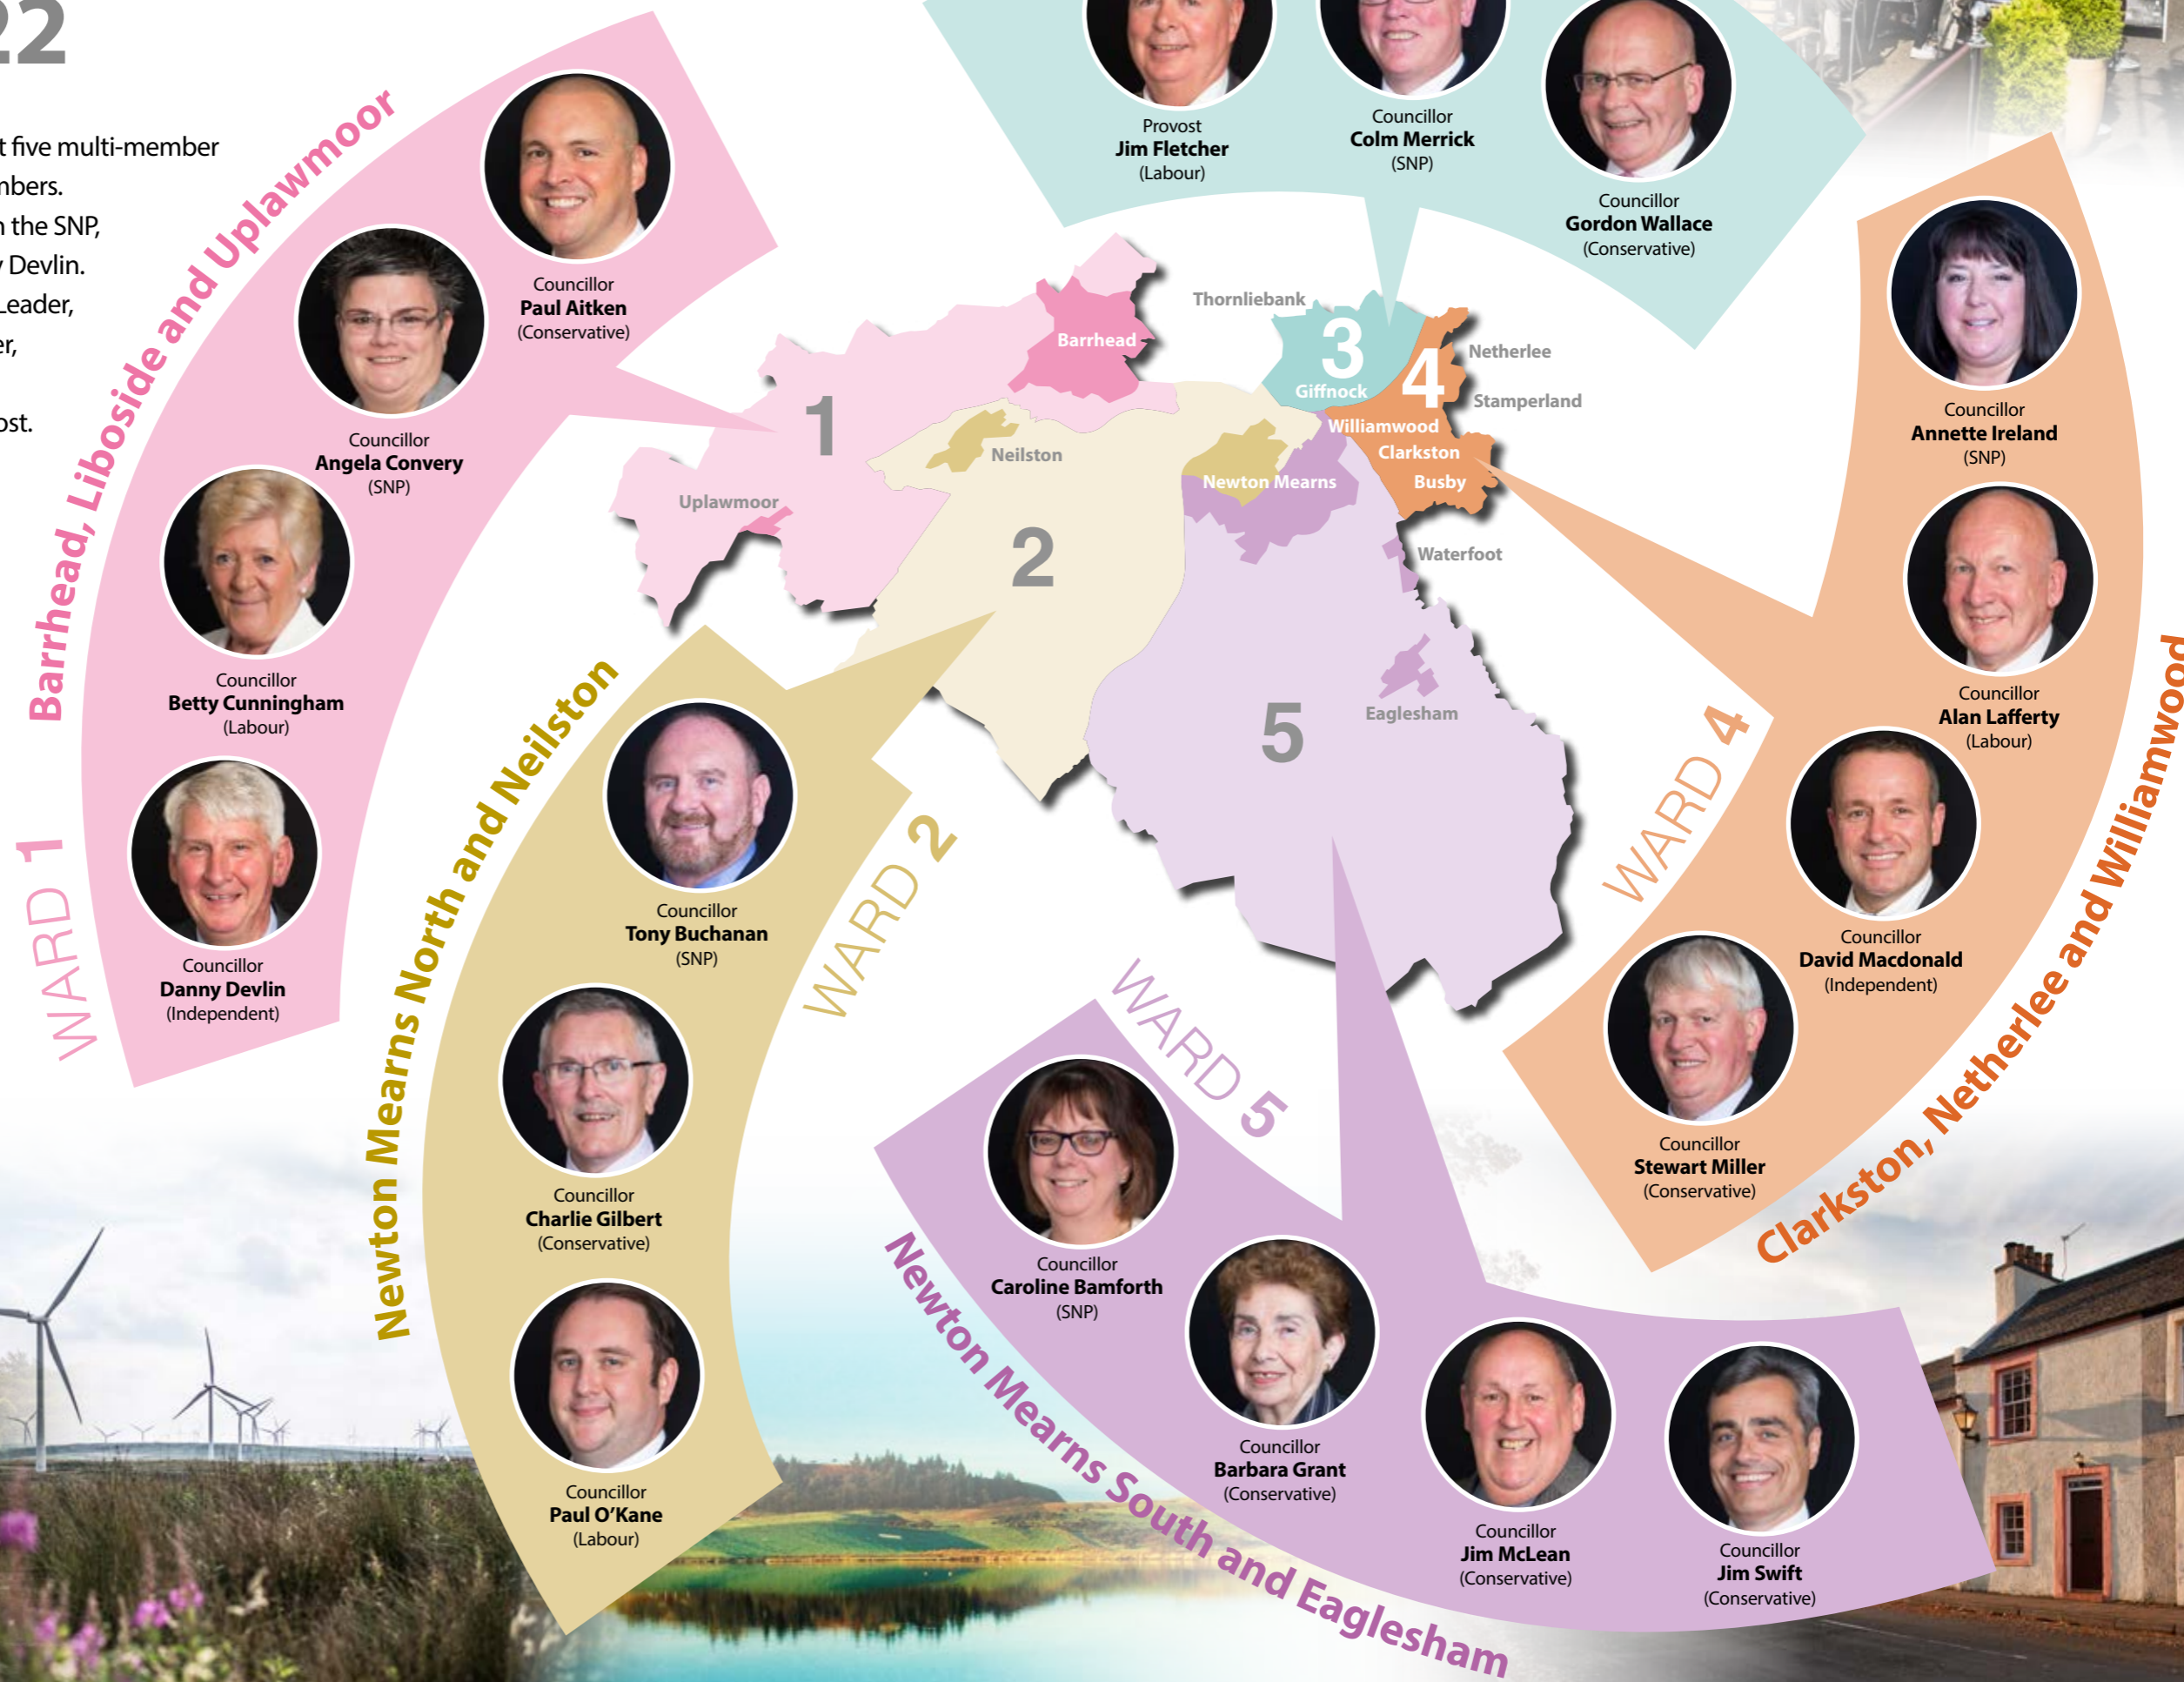 22
t five multi-member
nbers.
n the SNP,
y Devlin.
Leader,
er,
ost.
Barrhead, Liboside and Uplawmoor
WARD 1
Councillor
Paul Aitken
(Conservative)
Councillor
Angela Convery
(SNP)
Councillor
Betty Cunningham
(Labour)
Councillor
Danny Devlin
(Independent)
Provost
Jim Fletcher
(Labour)
Councillor
Colm Merrick
(SNP)
Councillor
Gordon Wallace
(Conservative)
Thornliebank
Barrhead
3
Giffnock
4
Netherlee
Stamperland
1
Williamwood
Clarkston
Busby
Neilston
Newton Mearns
Uplawmoor
2
Waterfoot
5
Eaglesham
Newton Mearns North and Neilston
WARD 2
Councillor
Tony Buchanan
(SNP)
Councillor
Charlie Gilbert
(Conservative)
Councillor
Paul O’Kane
(Labour)
WARD 4
Clarkston, Netherlee and Williamwood
Councillor
Annette Ireland
(SNP)
Councillor
Alan Lafferty
(Labour)
Councillor
David Macdonald
(Independent)
Councillor
Stewart Miller
(Conservative)
WARD 5
Newton Mearns South and Eaglesham
Councillor
Caroline Bamforth
(SNP)
Councillor
Barbara Grant
(Conservative)
Councillor
Jim McLean
(Conservative)
Councillor
Jim Swift
(Conservative)